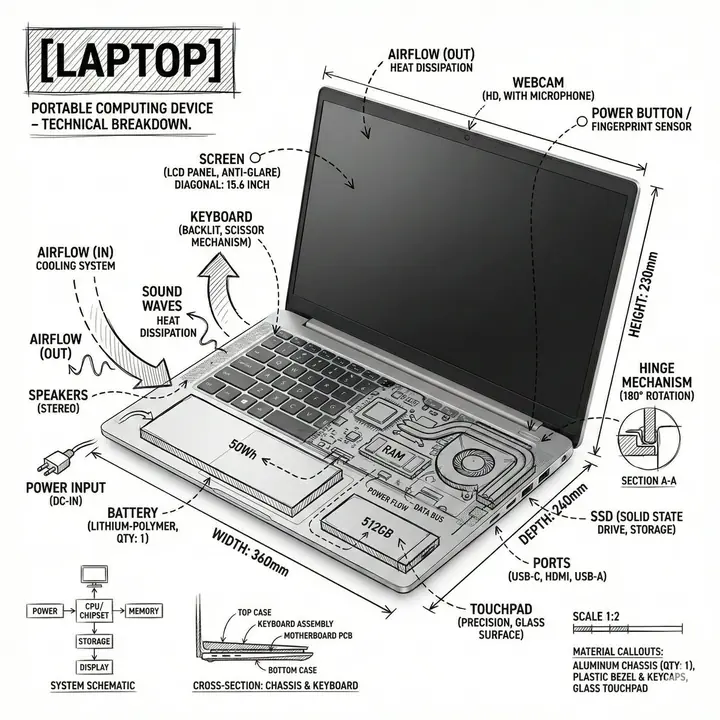 [LAPTOP]
PORTABLE COMPUTING DEVICE
– TECHNICAL BREAKDOWN.
AIRFLOW (OUT)
HEAT DISSIPATION
WEBCAM
(HD, WITH MICROPHONE)
POWER BUTTON /
FINGERPRINT SENSOR
SCREEN
(LCD PANEL, ANTI-GLARE)
DIAGONAL: 15.6 INCH
KEYBOARD
(BACKLIT, SCISSOR
MECHANISM)
AIRFLOW (IN)
COOLING SYSTEM
SOUND
WAVES
HEAT
DISSIPATION
AIRFLOW
(OUT)
SPEAKERS
(STEREO)
HEIGHT: 230mm
HINGE
MECHANISM
(180° ROTATION)
SECTION A-A
50Wh
RAM
POWER FLOW
DATA BUS
512GB
POWER INPUT
(DC-IN)
BATTERY
(LITHIUM-POLYMER,
QTY: 1)
WIDTH: 360mm
DEPTH: 240mm
SSD (SOLID STATE
DRIVE, STORAGE)
PORTS
(USB-C, HDMI, USB-A)
TOUCHPAD
(PRECISION, GLASS
SURFACE)
POWER
CPU/
CHIPSET
MEMORY
STORAGE
DISPLAY
SYSTEM SCHEMATIC
TOP CASE
KEYBOARD ASSEMBLY
MOTHERBOARD PCB
BOTTOM CASE
CROSS-SECTION: CHASSIS & KEYBOARD
SCALE 1:2
MATERIAL CALLOUTS:
ALUMINUM CHASSIS (QTY: 1),
PLASTIC BEZEL & KEYCAPS,
GLASS TOUCHPAD